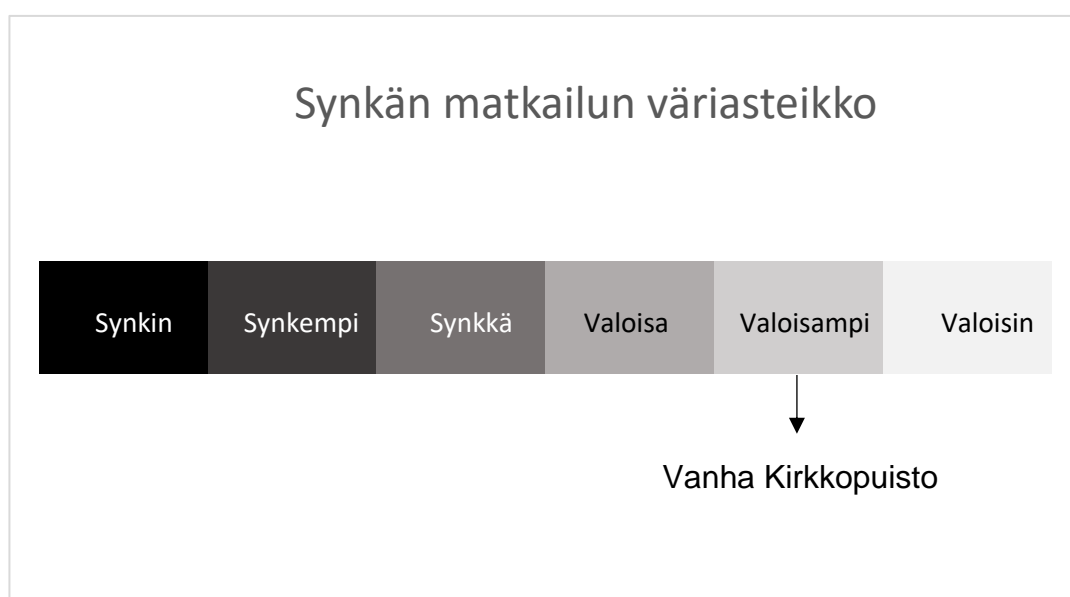 Synkän matkailun väriasteikko
Synkin Synkempi Synkkä Valoisa Valoisampi Valoisin
Vanha Kirkkopuisto